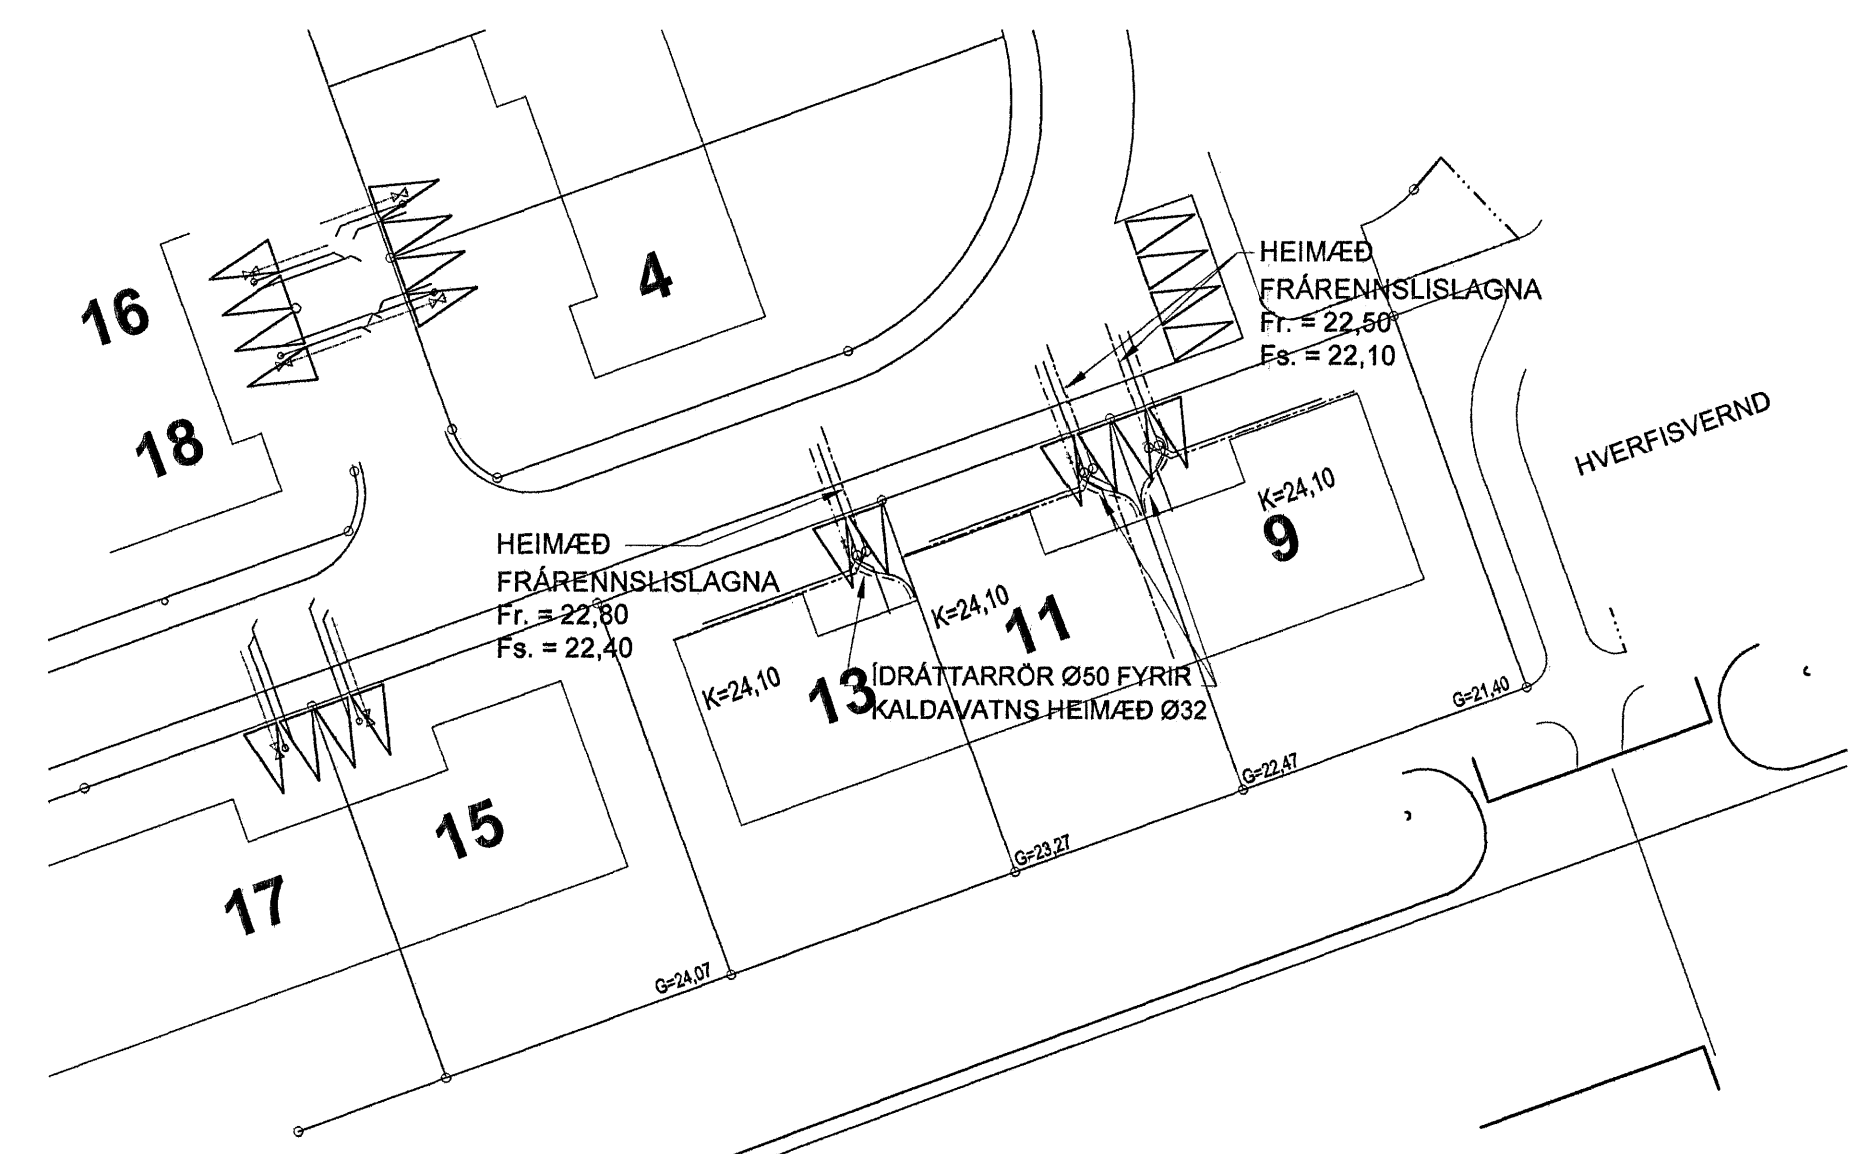 16
18
4
HEIMÆÐ
FRÁRENNSLISLAGNA
Fr. = 22,50
Fs. = 22,10
HVERFISVERND
K=24,10
9
HEIMÆÐ
FRÁRENNSLISLAGNA
Fr. = 22,80
Fs. = 22,40
K=24,10
11
K=24,10
13
ÍDRÁTTARRÖR Ø50 FYRIR
KALDAVATNS HEIMÆÐ Ø32
G=21,40
G=22,47
G=23,27
15
17
G=24,07